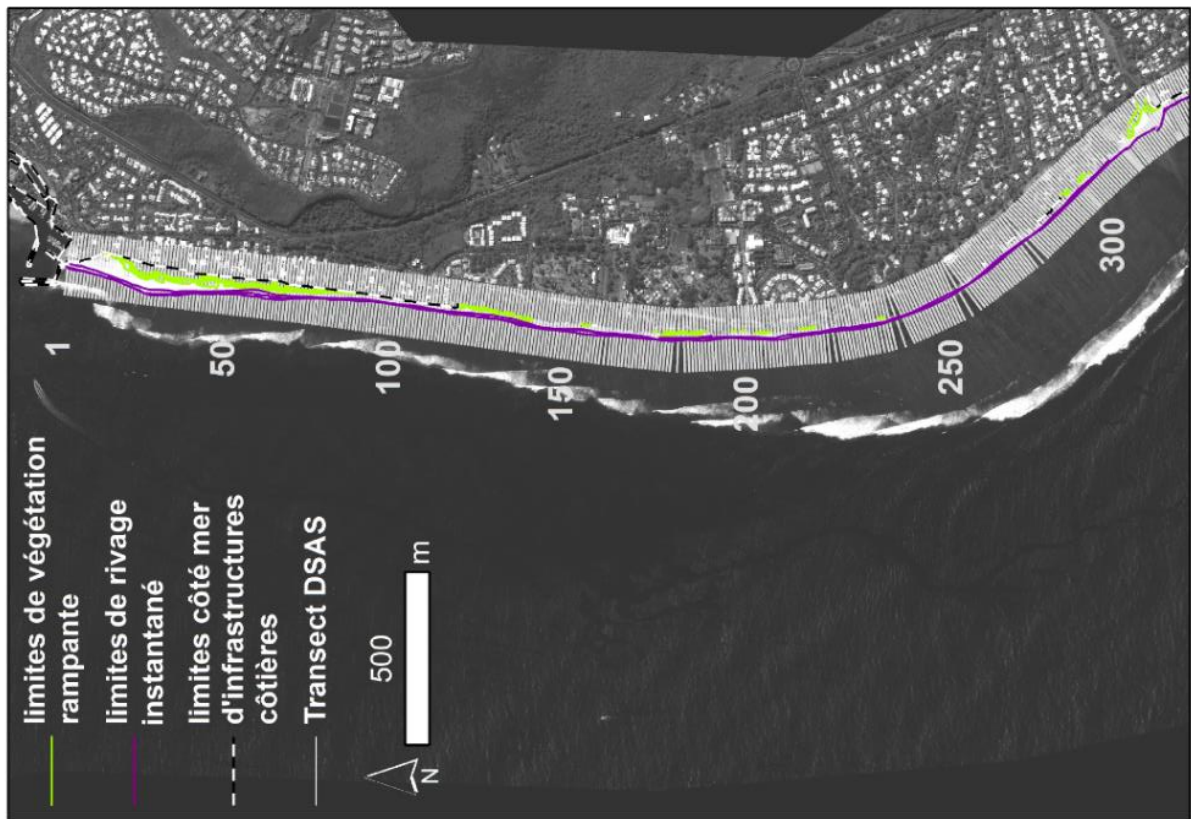 limites de végétation
rampante
limites de rivage
instantané
limites côté mer
d'infrastructures
côtières
Transect DSAS
500
m
N
1
50
100
150
200
250
300